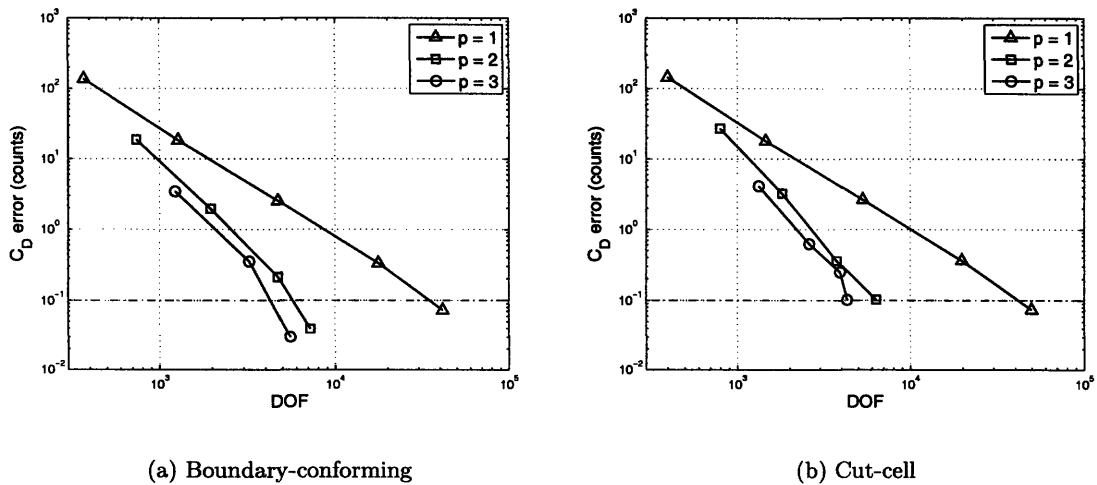 10^3
10^2
10^1
10^0
10^-1
10^-2
C_D error (counts)
10^3
10^4
10^5
DOF
p = 1
p = 2
p = 3
(a) Boundary-conforming
10^3
10^2
10^1
10^0
10^-1
10^-2
C_D error (counts)
10^3
10^4
10^5
DOF
p = 1
p = 2
p = 3
(b) Cut-cell